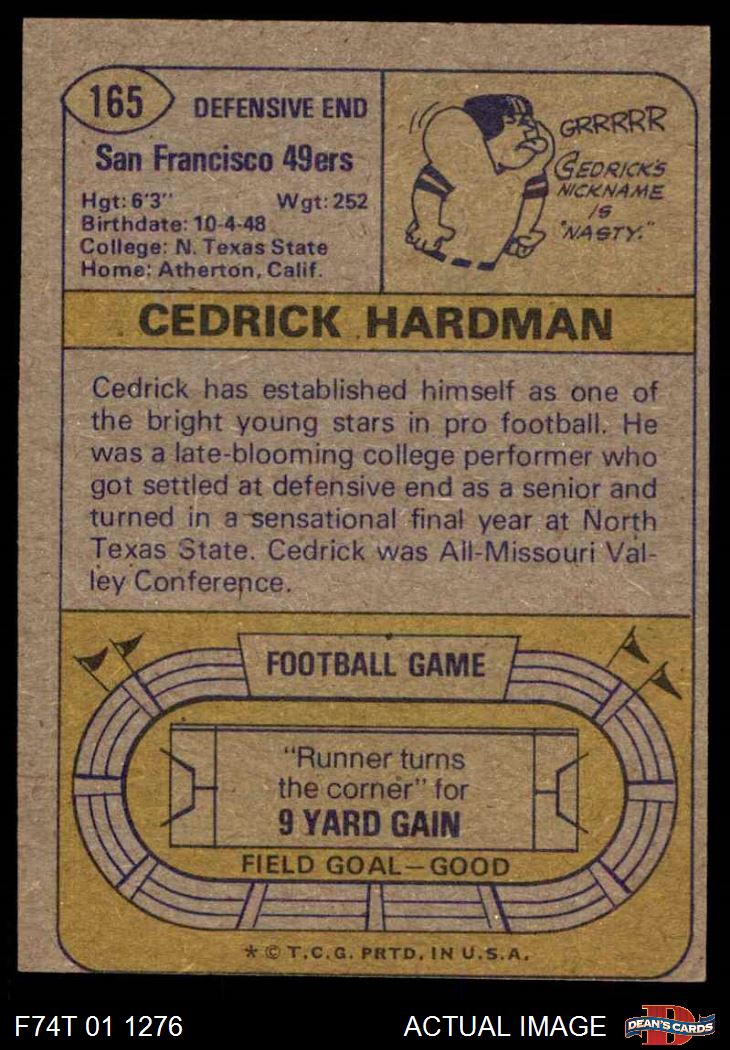 165
DEFENSIVE END
San Francisco 49ers
Hgt: 6'3" Wgt: 252
Birthdate: 10-4-48
College: N. Texas State
Home: Atherton, Calif.
GRRRRR
CEDRICK'S
NICKNAME
IS
"NASTY."
CEDRICK HARDMAN
Cedrick has established himself as one of
the bright young stars in pro football. He
was a late-blooming college performer who
got settled at defensive end as a senior and
turned in a sensational final year at North
Texas State. Cedrick was All-Missouri Val-
ley Conference.
FOOTBALL GAME
"Runner turns
the corner" for
9 YARD GAIN
FIELD GOAL—GOOD
* © T.C.G. PRTD. IN U.S.A.
F74T 01 1276 ACTUAL IMAGE
D
DEAN'S CARDS